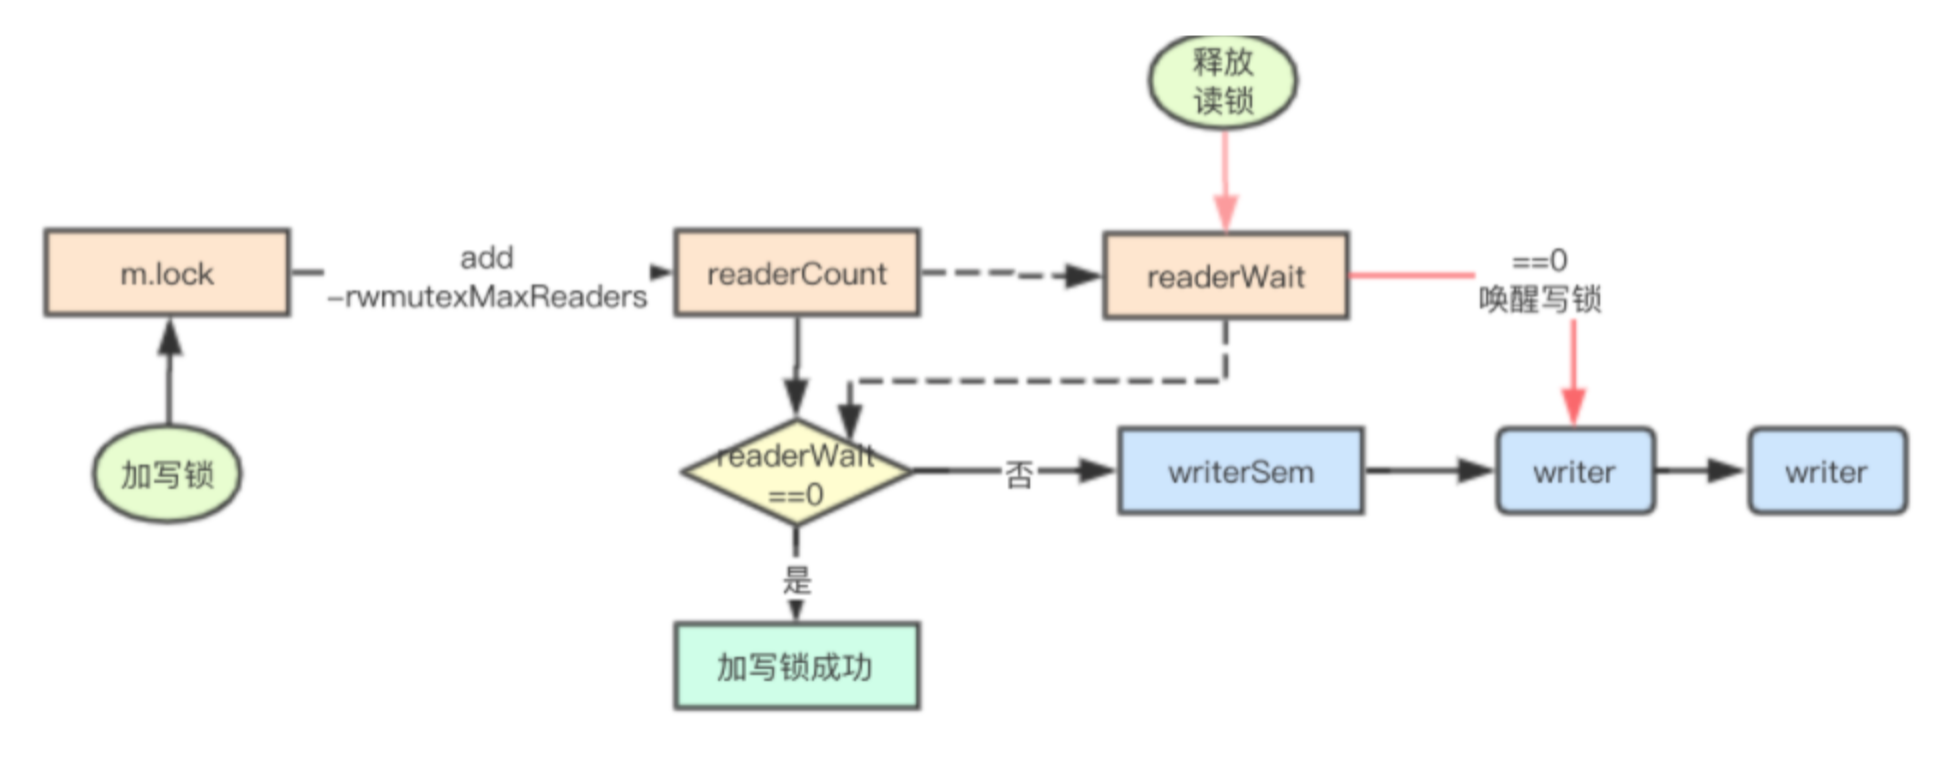 释放
读锁
m.lock
add
-rwmutexMaxReaders
readerCount
readerWait
==0
唤醒写锁
加写锁
readerWait
==0
否
writerSem
writer
writer
是
加写锁成功